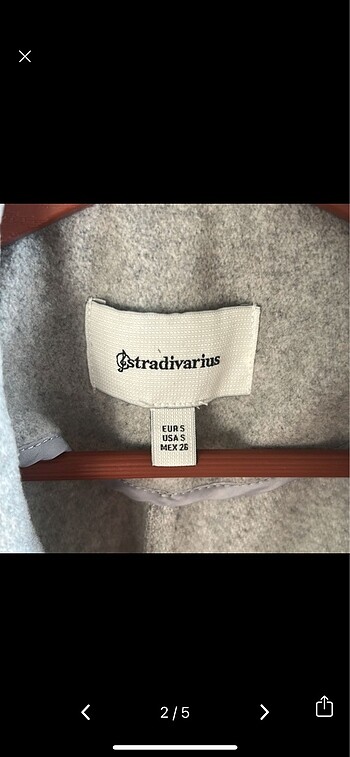 stradivarius
EUR S
USA S
MEX 26
2 / 5